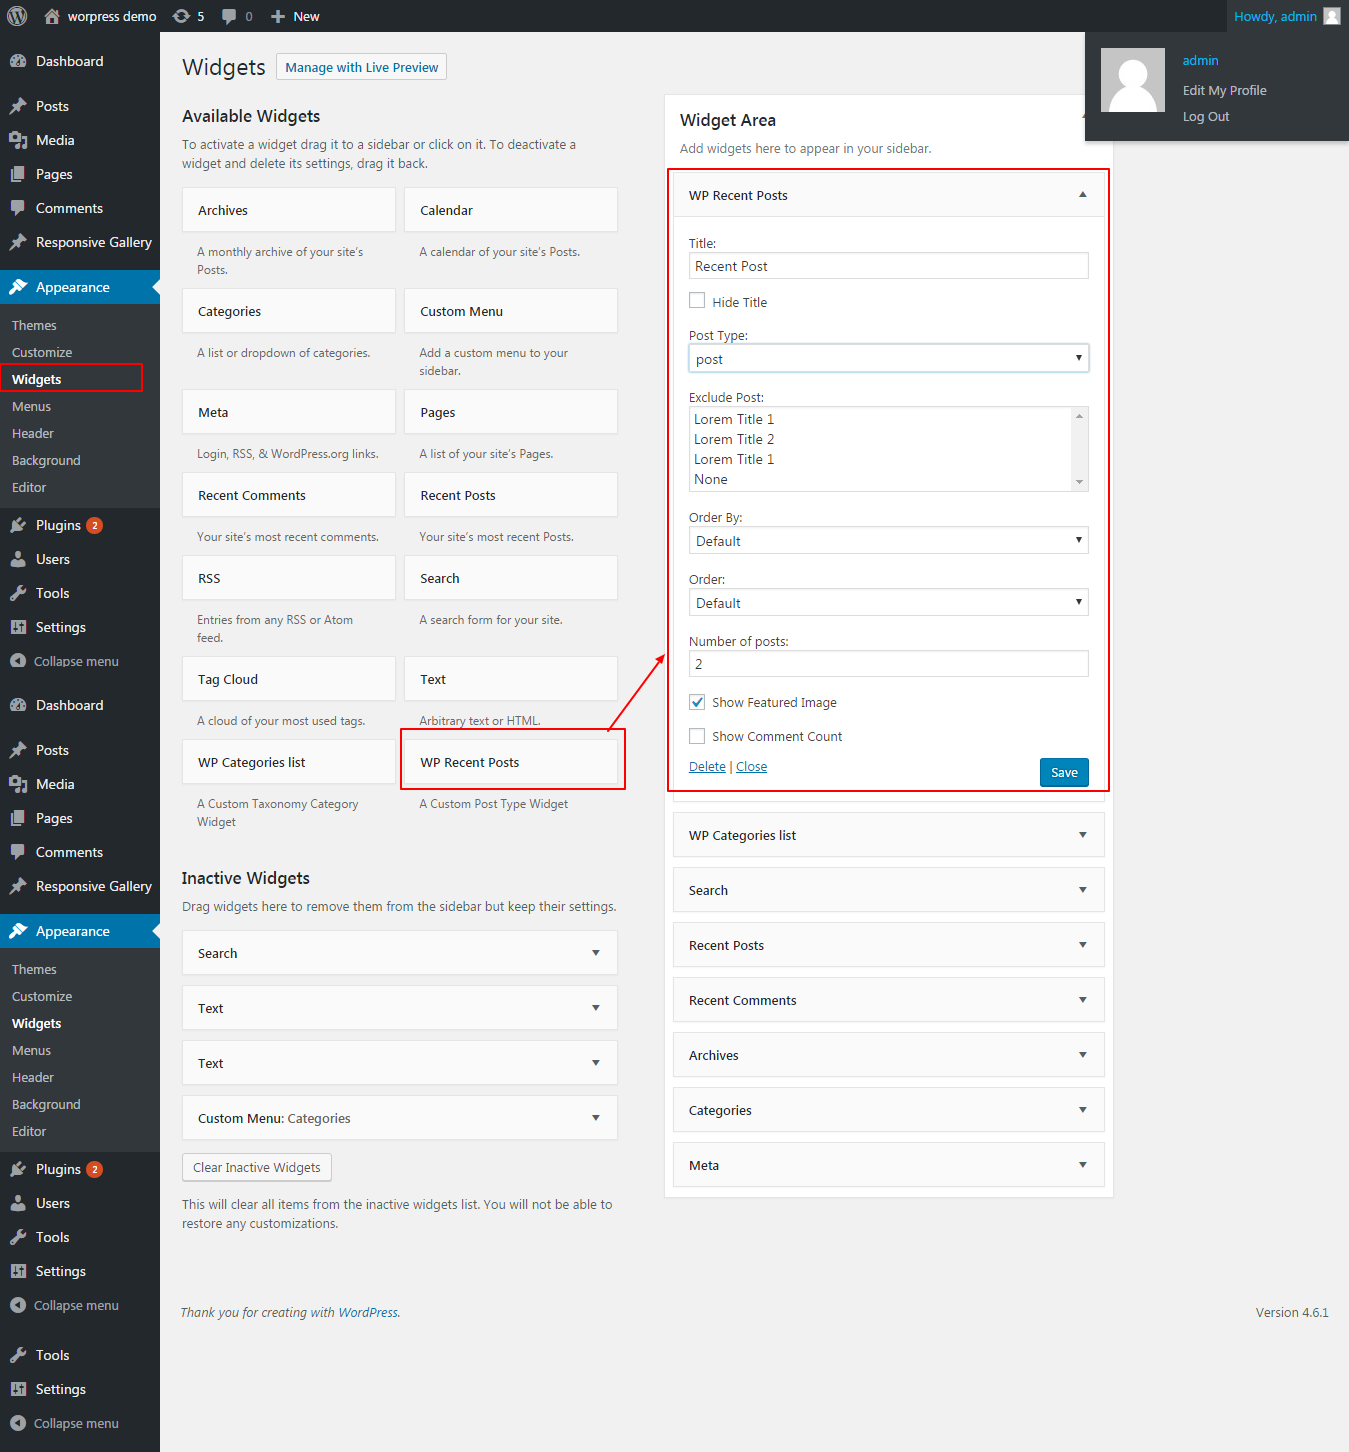 worpress demo 5 0 New Howdy, admin
admin
Edit My Profile
Log Out
Dashboard
Posts
Media
Pages
Comments
Responsive Gallery
Appearance
Themes
Customize
Widgets
Menus
Header
Background
Editor
Plugins 2
Users
Tools
Settings
Collapse menu
Dashboard
Posts
Media
Pages
Comments
Responsive Gallery
Appearance
Themes
Customize
Widgets
Menus
Header
Background
Editor
Plugins 2
Users
Tools
Settings
Collapse menu
Tools
Settings
Collapse menu
Widgets Manage with Live Preview
Available Widgets
To activate a widget drag it to a sidebar or click on it. To deactivate a
widget and delete its settings, drag it back.
Archives
A monthly archive of your site's
Posts.
Calendar
A calendar of your site's Posts.
Categories
A list or dropdown of categories.
Custom Menu
Add a custom menu to your
sidebar.
Meta
Login, RSS, & WordPress.org links.
Pages
A list of your site's Pages.
Recent Comments
Your site's most recent comments.
Recent Posts
Your site's most recent Posts.
RSS
Entries from any RSS or Atom
feed.
Search
A search form for your site.
Tag Cloud
A cloud of your most used tags.
Text
Arbitrary text or HTML.
WP Categories list
A Custom Taxonomy Category
Widget
WP Recent Posts
A Custom Post Type Widget
Inactive Widgets
Drag widgets here to remove them from the sidebar but keep their settings.
Search
Text
Text
Custom Menu: Categories
Clear Inactive Widgets
This will clear all items from the inactive widgets list. You will not be able to
restore any customizations.
Widget Area
Add widgets here to appear in your sidebar.
WP Recent Posts
Title:
Recent Post
Hide Title
Post Type:
post
Exclude Post:
Lorem Title 1
Lorem Title 2
Lorem Title 1
None
Order By:
Default
Order:
Default
Number of posts:
2
Show Featured Image
Show Comment Count
Delete | Close
Save
WP Categories list
Search
Recent Posts
Recent Comments
Archives
Categories
Meta
Thank you for creating with WordPress.
Version 4.6.1